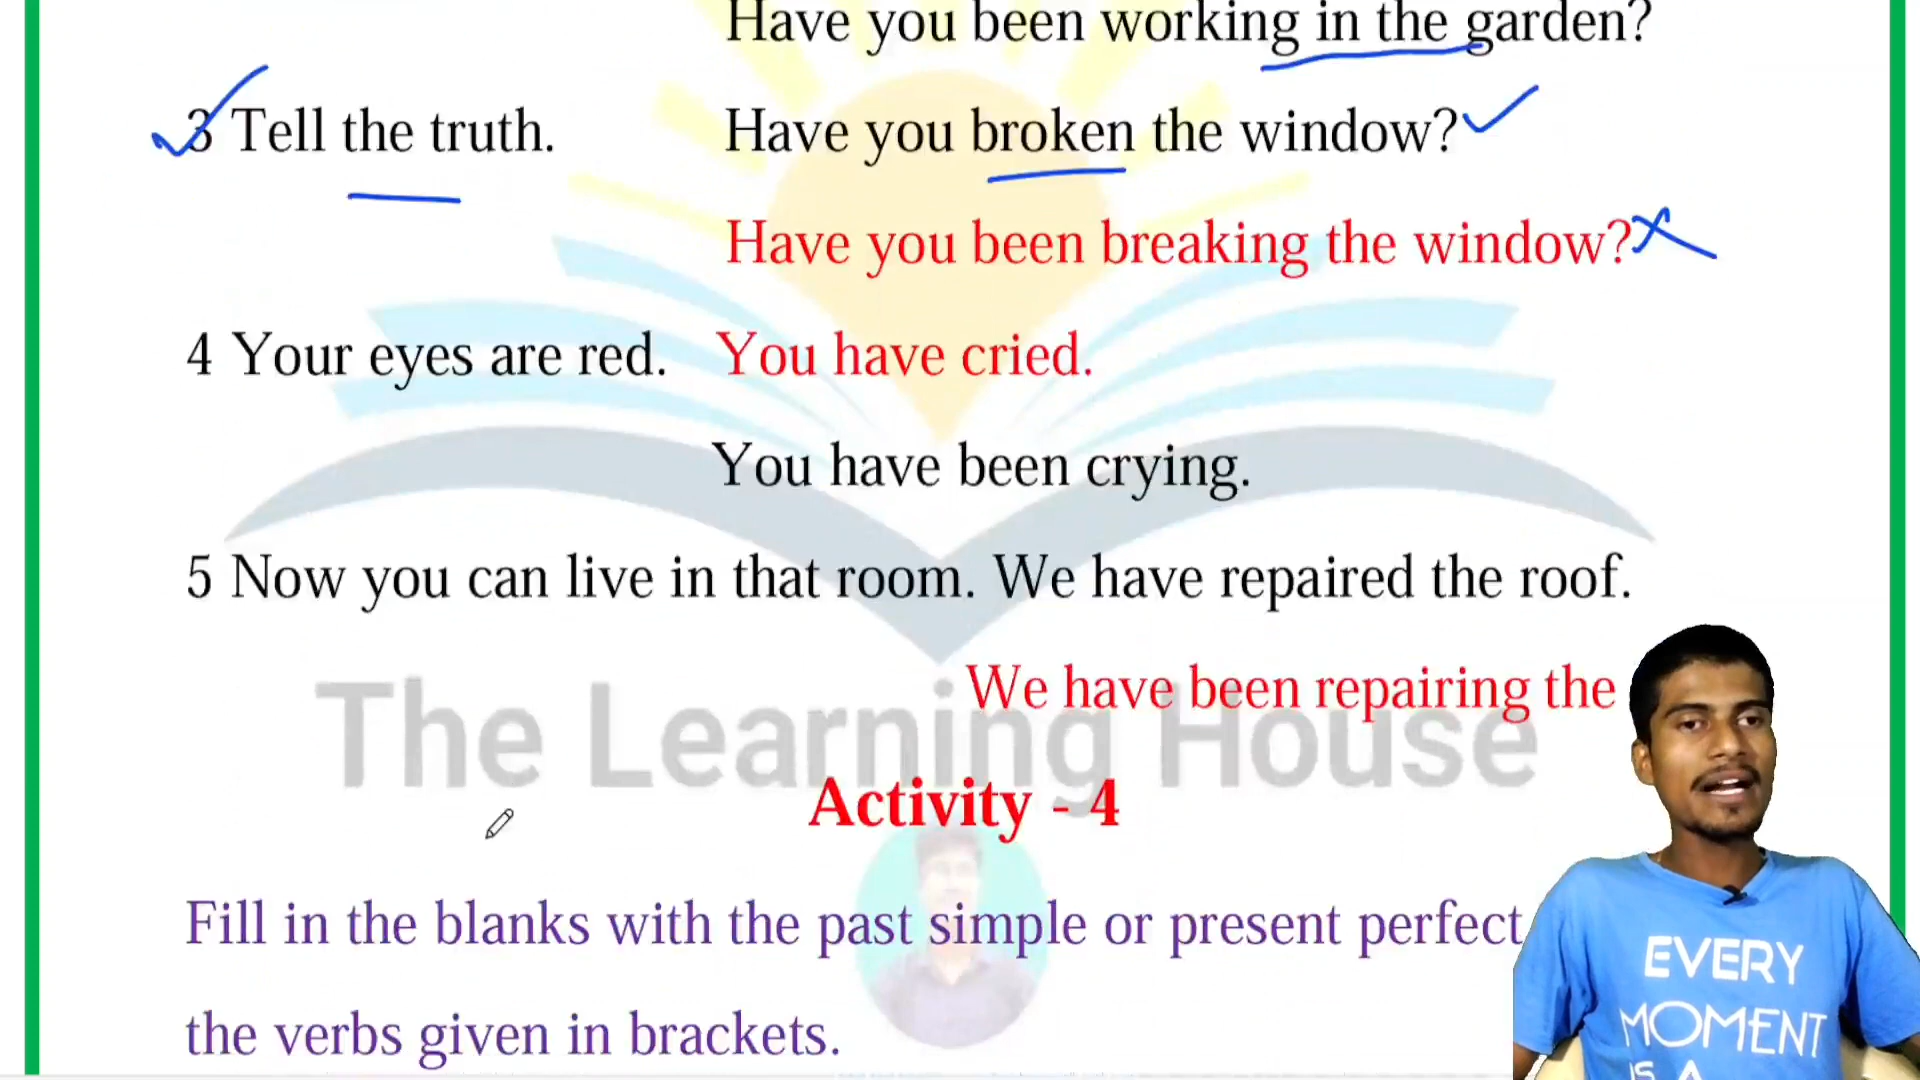 Have you been working in the garden?
3 Tell the truth. Have you broken the window?
Have you been breaking the window?
4 Your eyes are red. You have cried.
You have been crying.
5 Now you can live in that room. We have repaired the roof.
We have been repairing the
The Learning House
Activity - 4
Fill in the blanks with the past simple or present perfect
the verbs given in brackets.
EVERY
MOMENT
IS A